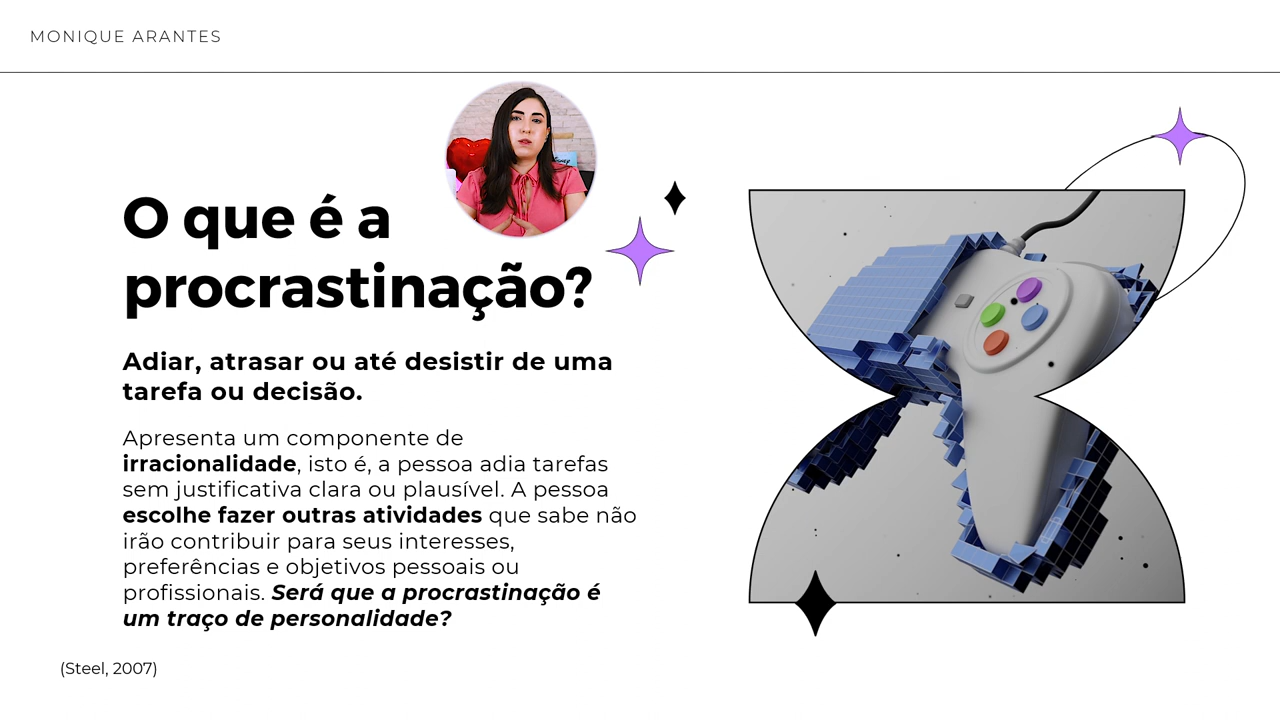 MONIQUE ARANTES
O que é a
procrastinação?
Adiar, atrasar ou até desistir de uma
tarefa ou decisão.
Apresenta um componente de
irracionalidade, isto é, a pessoa adia tarefas
sem justificativa clara ou plausível. A pessoa
escolhe fazer outras atividades que sabe não
irão contribuir para seus interesses,
preferências e objetivos pessoais ou
profissionais. Será que a procrastinação é
um traço de personalidade?
(Steel, 2007)